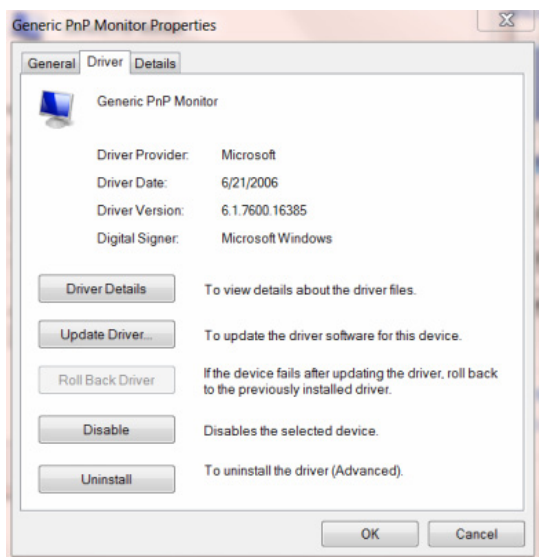 Generic PnP Monitor Properties
General Driver Details
Generic PnP Monitor
Driver Provider: Microsoft
Driver Date: 6/21/2006
Driver Version: 6.1.7600.16385
Digital Signer: Microsoft Windows
Driver Details To view details about the driver files.
Update Driver... To update the driver software for this device.
Roll Back Driver If the device fails after updating the driver, roll back
to the previously installed driver.
Disable Disables the selected device.
Uninstall To uninstall the driver (Advanced).
OK Cancel